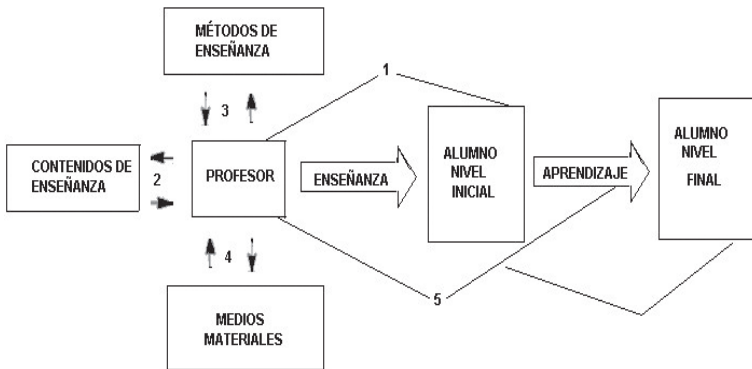 MÉTODOS DE
ENSEÑANZA
1
3
CONTENIDOS DE
ENSEÑANZA
2
PROFESOR
ENSEÑANZA
ALUMNO
NIVEL
INICIAL
APRENDIZAJE
ALUMNO
NIVEL
FINAL
4
5
MEDIOS
MATERIALES